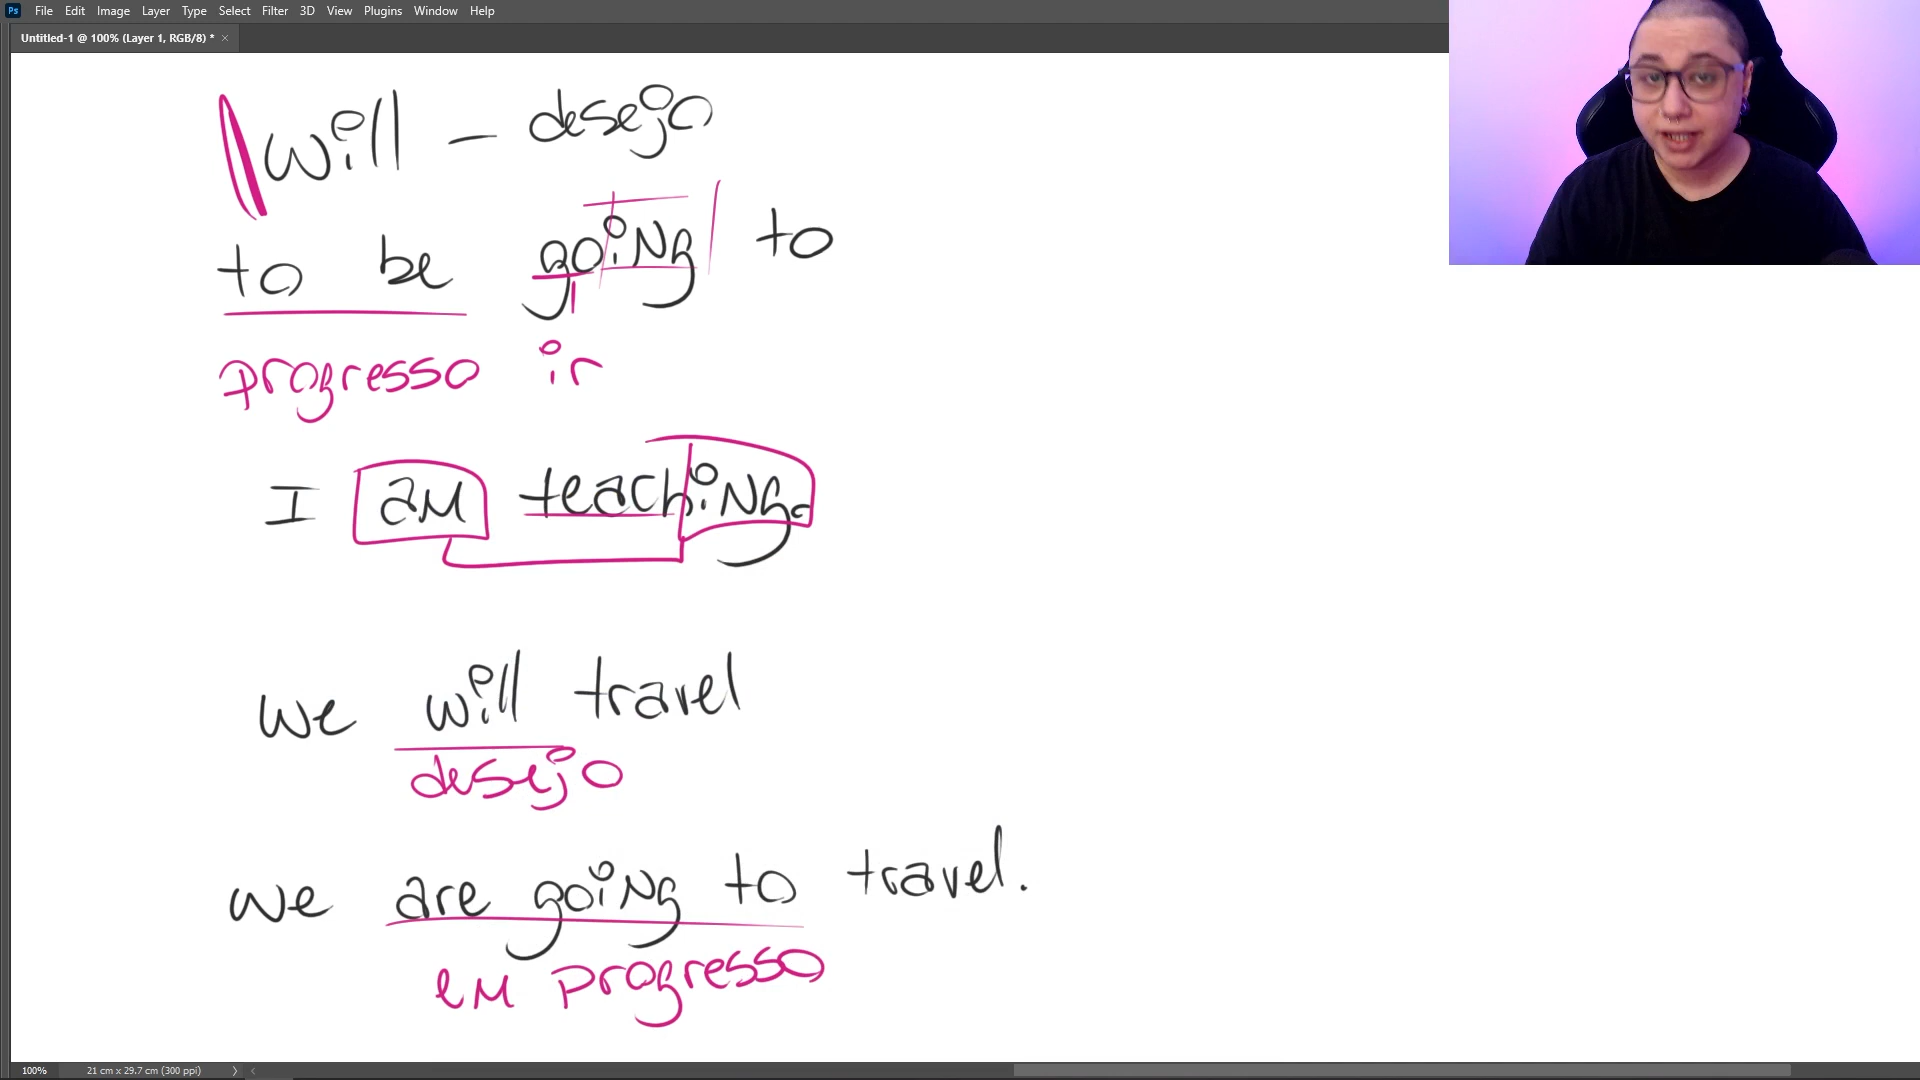 Ps File Edit Image Layer Type Select Filter 3D View Plugins Window Help
Untitled-1 @ 100% (Layer 1, RGB/8) * ×
will – desejo
to be going to
progresso ir
I am teaching.
we will travel
desejo
we are going to travel.
em progresso
100% 21 cm x 29.7 cm (300 ppi)